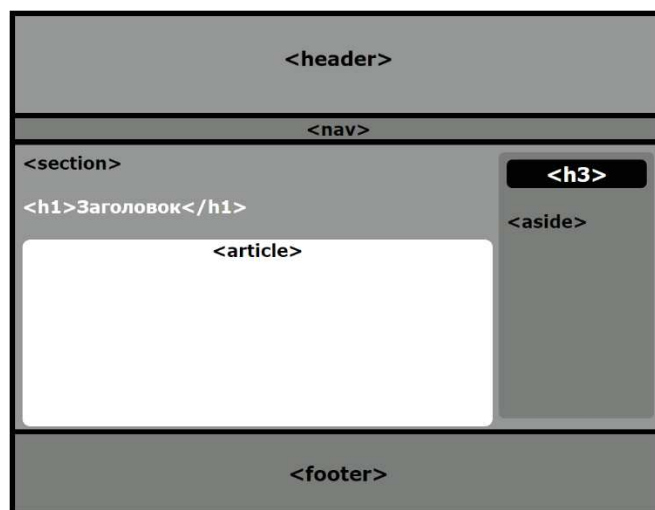 <header>
<nav>
<section>
<h1>Заголовок</h1>
<article>
<h3>
<aside>
<footer>